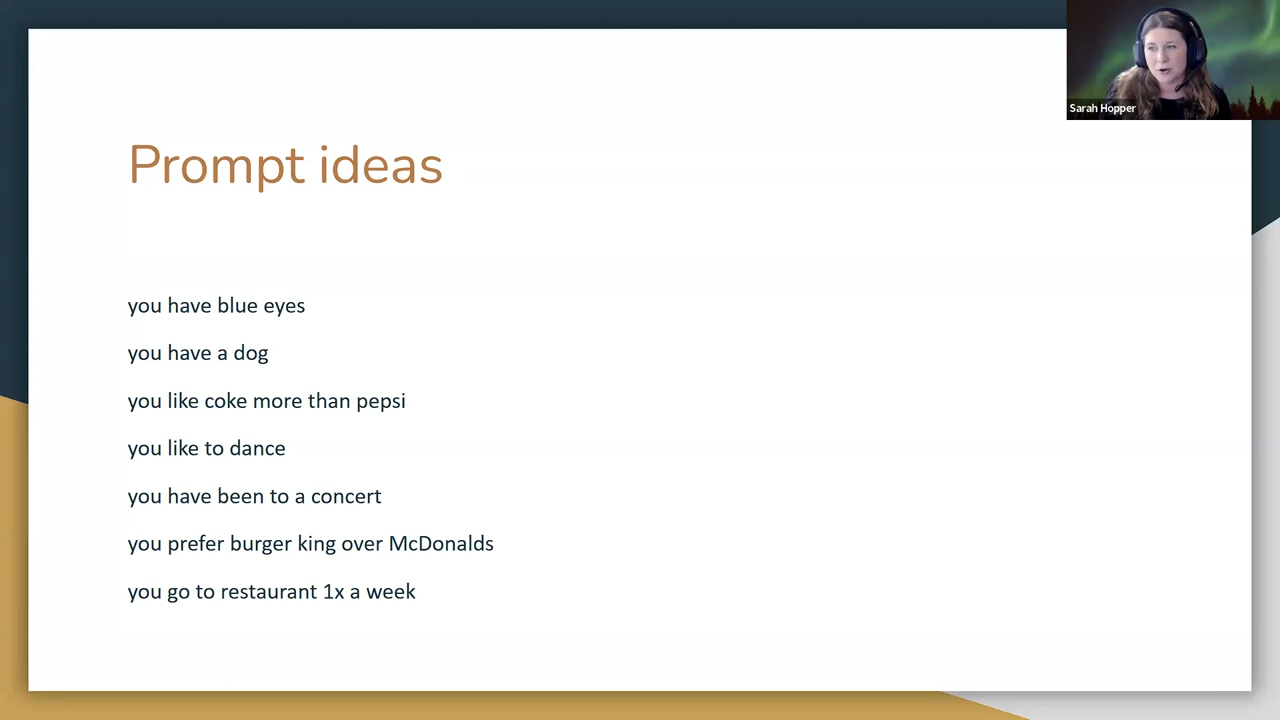 Sarah Hopper
Prompt ideas
you have blue eyes
you have a dog
you like coke more than pepsi
you like to dance
you have been to a concert
you prefer burger king over McDonalds
you go to restaurant 1x a week